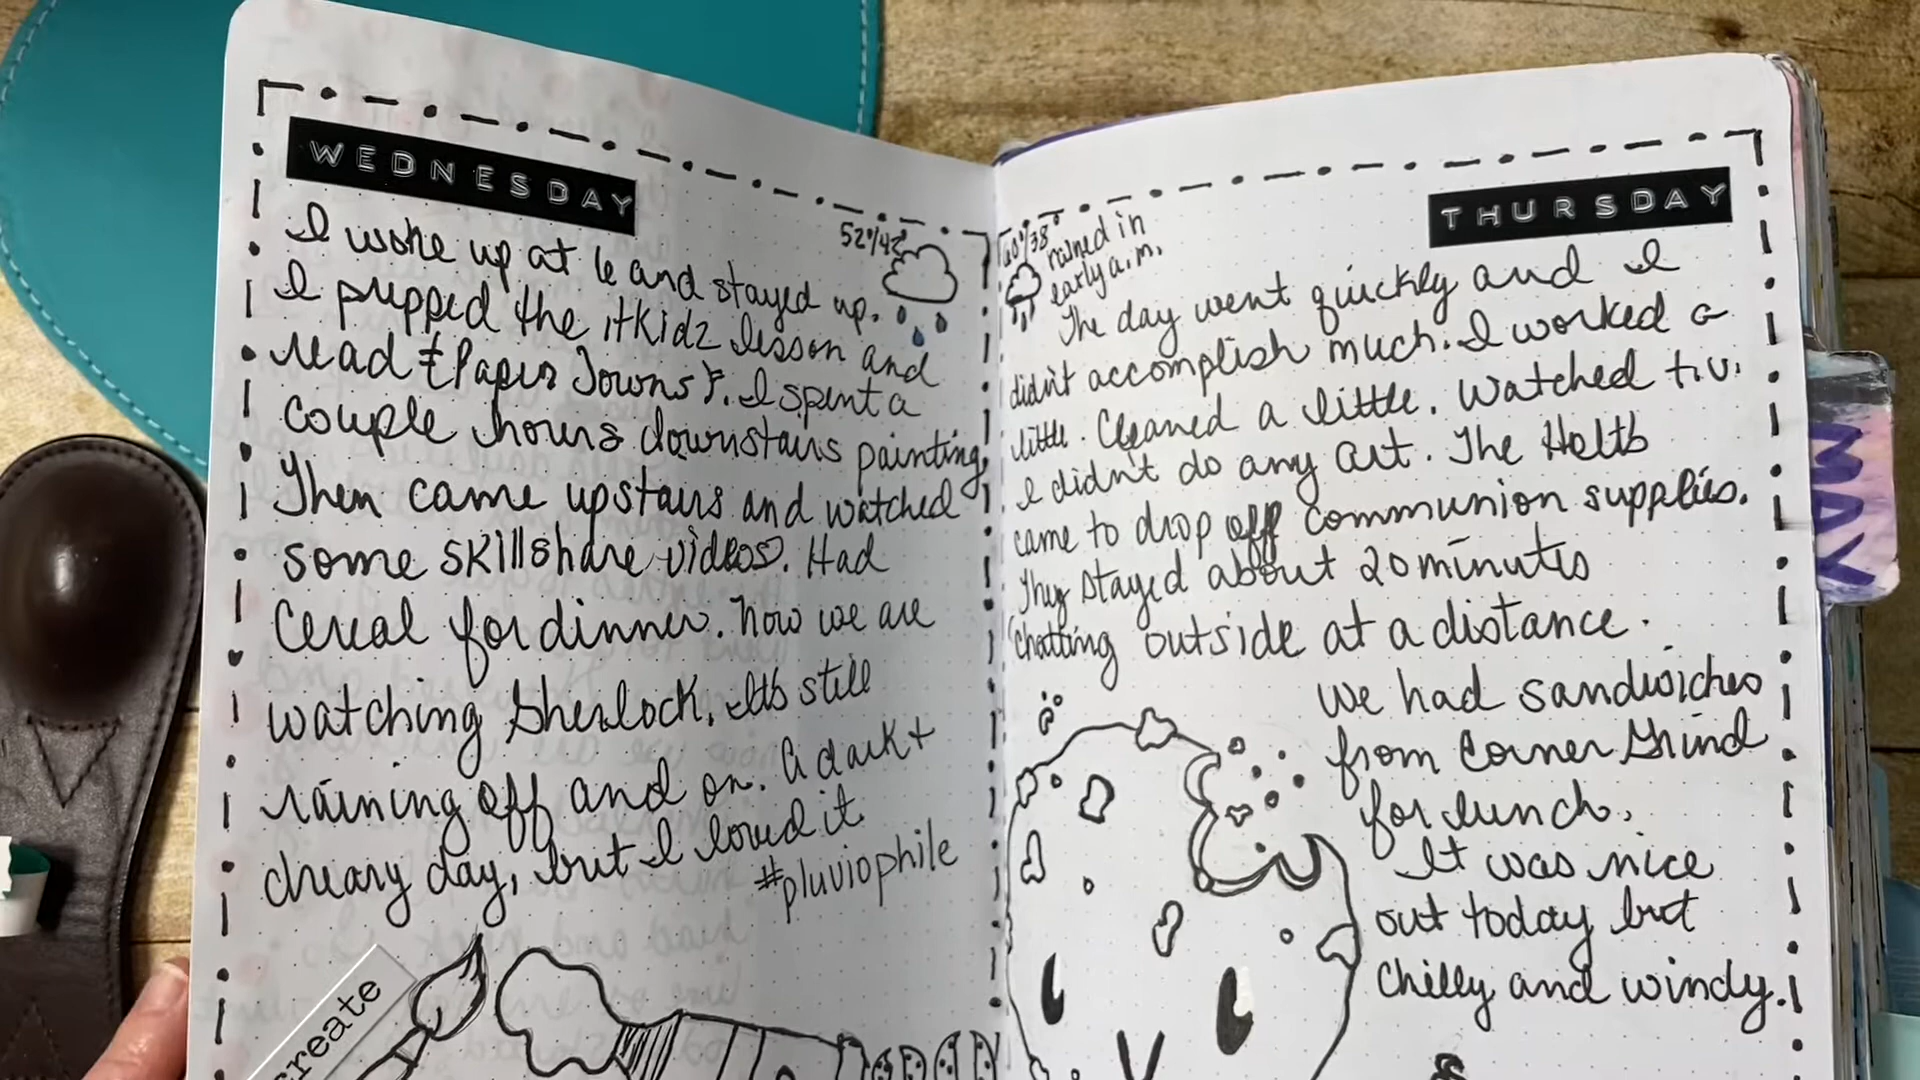 WEDNESDAY
52°/42°
I woke up at 6 and stayed up.
I prepped the itKidz lesson and
read {Paper Towns}. I spent a
couple hours downstairs painting.
Then came upstairs and watched
some skillshare videos. Had
Cereal for dinner. Now we are
watching Sherlock. It's still
raining off and on. A dark +
dreary day, but I loved it
#pluviophile
create
THURSDAY
60°/38°
rained in
early a.m.
The day went quickly and I
didn't accomplish much. I worked a
little. Cleaned a little. Watched t.v.
I didn't do any art. The Holtb
came to drop off communion supplies.
They stayed about 20 minutes
chatting outside at a distance.
We had sandwiches
from Corner Grind
for lunch.
It was nice
out today but
Chilly and windy.
MAY